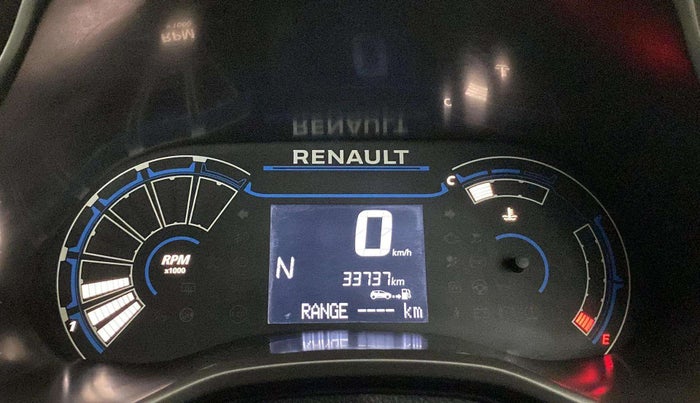 RENAULT
C
0 km/h
RPM
x1000
N
33737km
RANGE ---- km
1
E